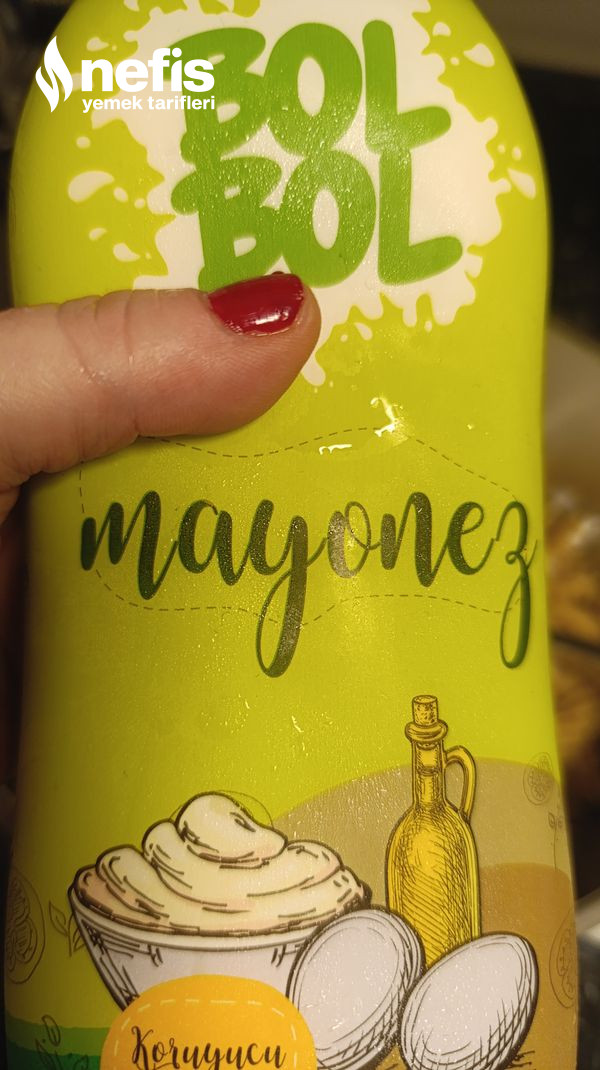 nefis
yemek tarifleri
BOL
BOL
mayonez
Koruyucu